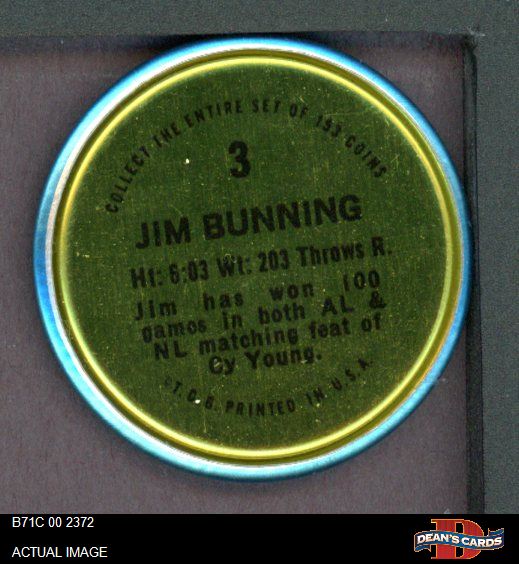 COLLECT THE ENTIRE SET OF 153 COINS
3
JIM BUNNING
Ht: 6:03 Wt: 203 Throws R.
Jim has won 100
games in both AL &
NL matching feat of
Cy Young.
©T.C.G. PRINTED IN U.S.A.
B71C 00 2372
ACTUAL IMAGE
D
DEAN'S CARDS